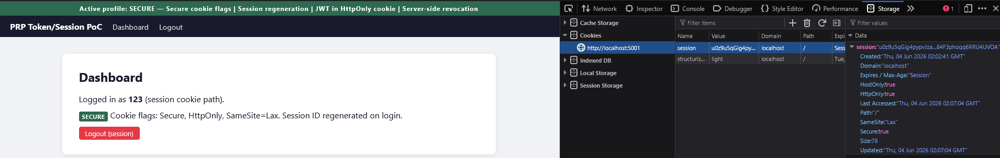 Active profile: SECURE — Secure cookie flags | Session regeneration | JWT in HttpOnly cookie | Server-side revocation
PRP Token/Session PoC Dashboard Logout
Dashboard
Logged in as 123 (session cookie path).
SECURE Cookie flags: Secure, HttpOnly, SameSite=Lax. Session ID regenerated on login.
Logout (session)
Network Inspector Console Debugger Style Editor Performance Storage 1
Cache Storage
Cookies
http://localhost:5001
Indexed DB
Local Storage
Session Storage
Filter Items
Name Value Domain Path Expi
session u0z9u5qGig4py... localhost / Sess
structuriz... light localhost / Tue,
Filter values
Data
session:"u0z9u5qGig4pypvJza...84F3phoqq6RRU4UVOA"
Created:"Thu, 04 Jun 2026 02:02:41 GMT"
Domain:"localhost"
Expires / Max-Age:"Session"
HostOnly:true
HttpOnly:true
Last Accessed:"Thu, 04 Jun 2026 02:07:04 GMT"
Path:"/"
SameSite:"Lax"
Secure:true
Size:78
Updated:"Thu, 04 Jun 2026 02:07:04 GMT"